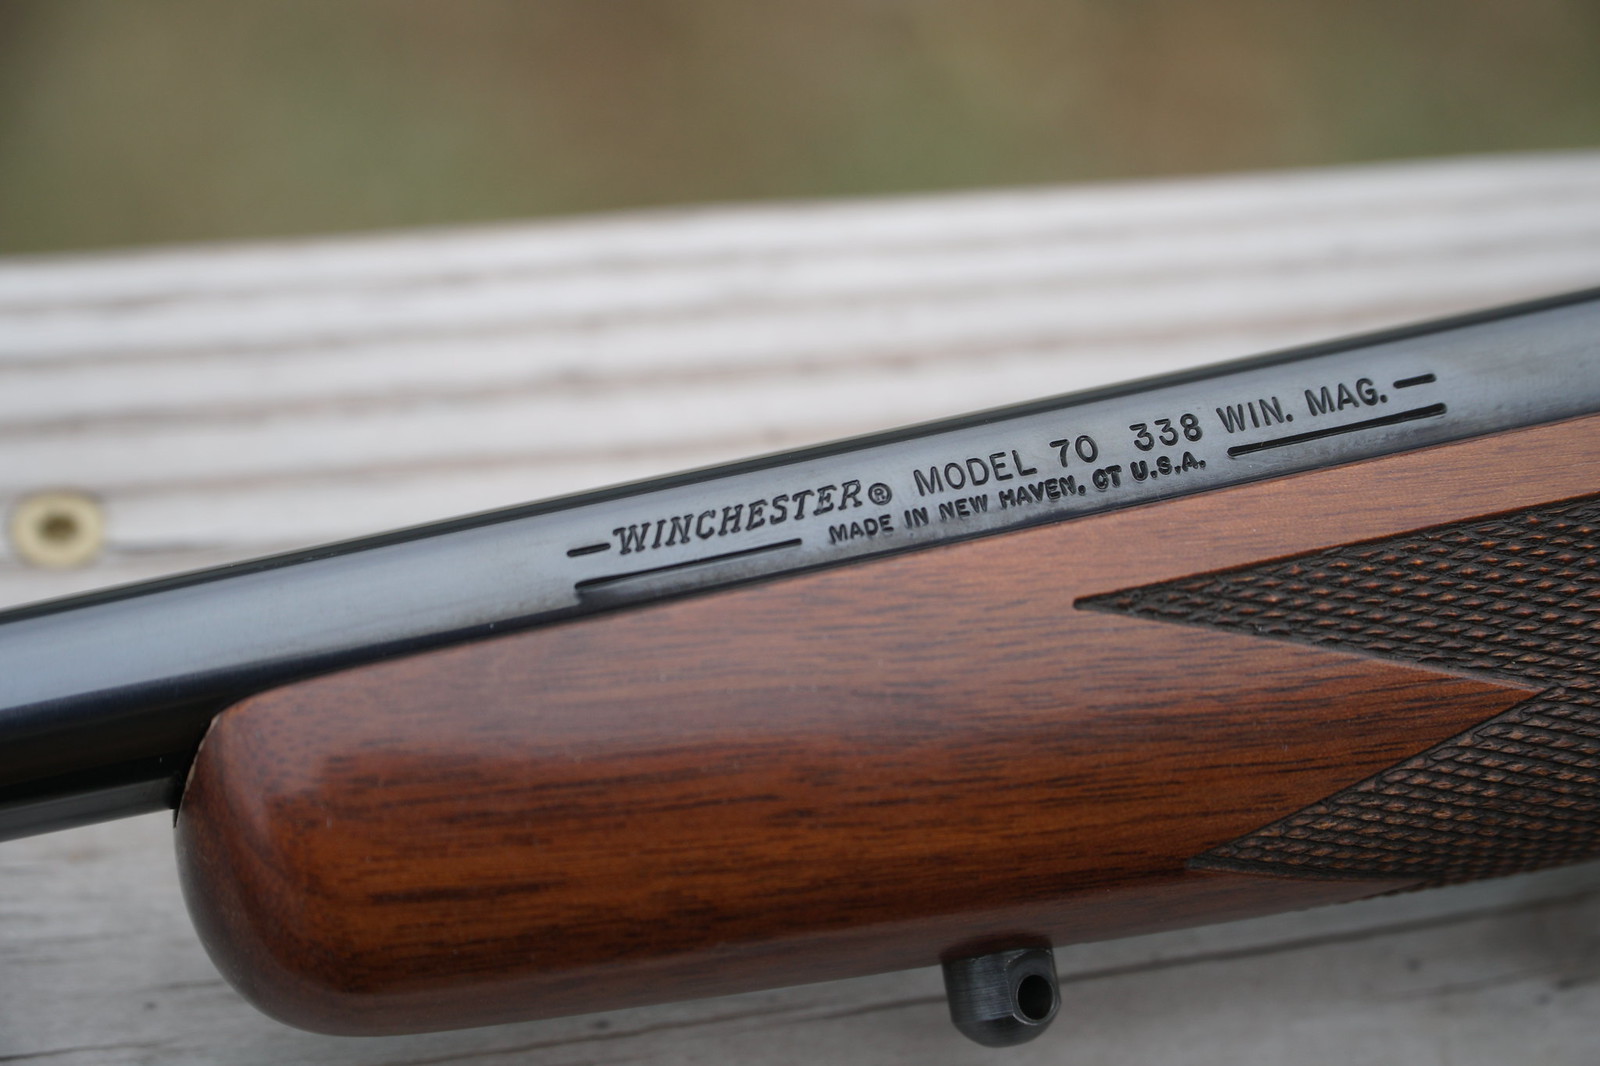 —WINCHESTER® MODEL 70 338 WIN. MAG.—
MADE IN NEW HAVEN, CT U.S.A.